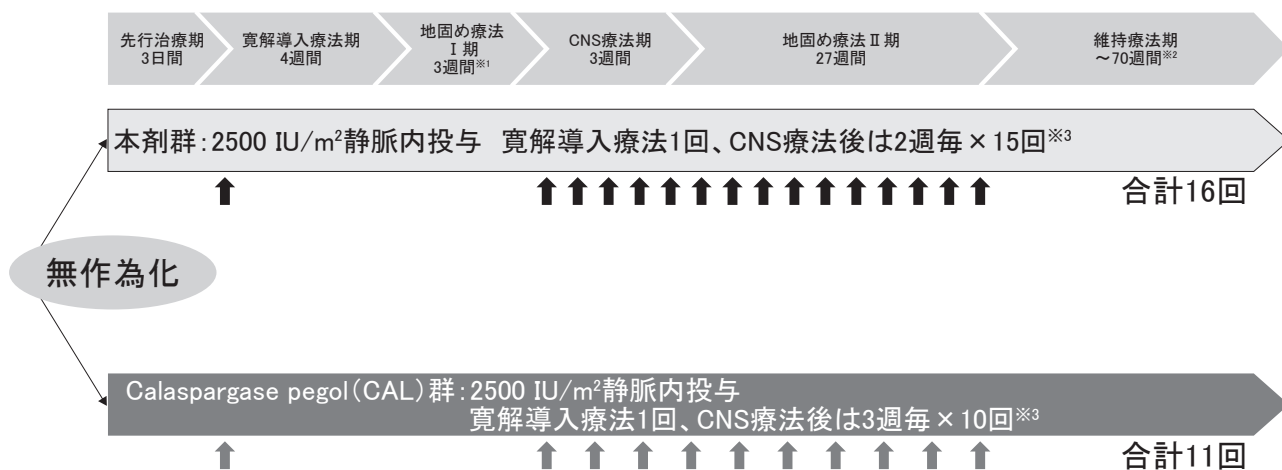 先行治療期
3日間
寛解導入療法期
4週間
地固め療法
Ⅰ期
3週間※1
CNS療法期
3週間
地固め療法Ⅱ期
27週間
維持療法期
～70週間※2
本剤群：2500 IU/m²静脈内投与　寛解導入療法1回、CNS療法後は2週毎×15回※3
合計16回
無作為化
Calaspargase pegol（CAL）群：2500 IU/m²静脈内投与
寛解導入療法1回、CNS療法後は3週毎×10回※3
合計11回